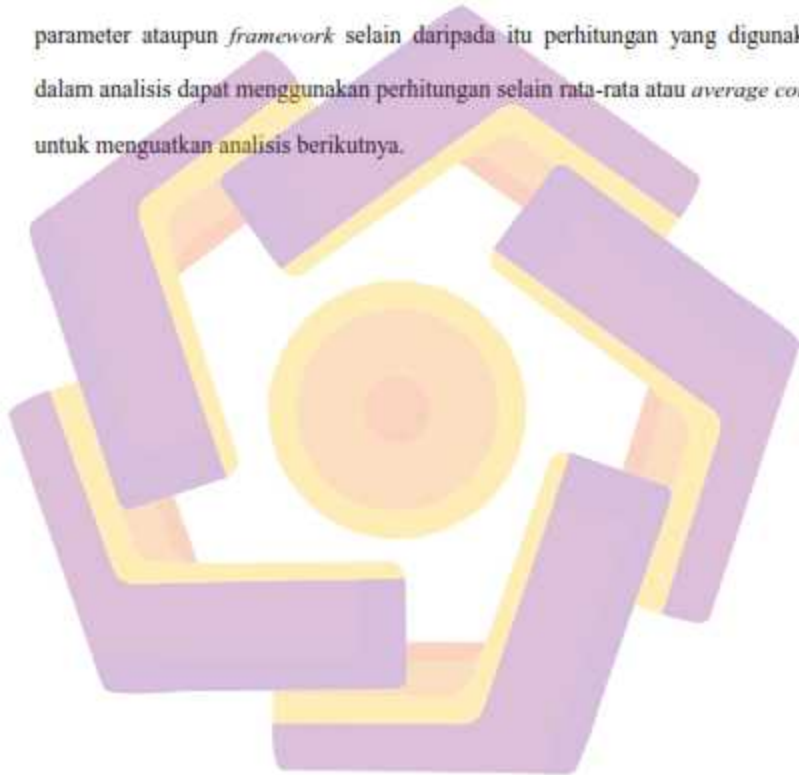 parameter ataupun framework selain daripada itu perhitungan yang digunak
dalam analisis dapat menggunakan perhitungan selain rata-rata atau average co
untuk menguatkan analisis berikutnya.